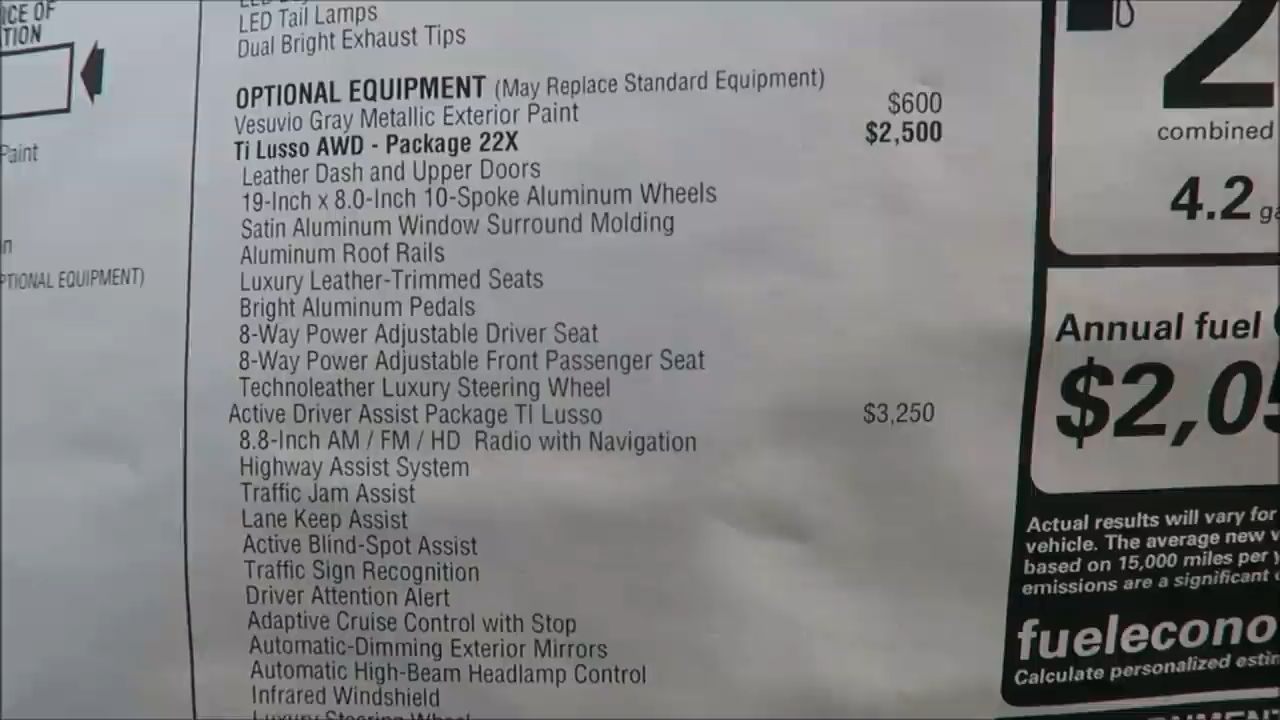 ICE OF
TION
Paint
PTIONAL EQUIPMENT)
LED Tail Lamps
Dual Bright Exhaust Tips
OPTIONAL EQUIPMENT (May Replace Standard Equipment)
Vesuvio Gray Metallic Exterior Paint $600
Ti Lusso AWD - Package 22X $2,500
Leather Dash and Upper Doors
19-Inch x 8.0-Inch 10-Spoke Aluminum Wheels
Satin Aluminum Window Surround Molding
Aluminum Roof Rails
Luxury Leather-Trimmed Seats
Bright Aluminum Pedals
8-Way Power Adjustable Driver Seat
8-Way Power Adjustable Front Passenger Seat
Technoleather Luxury Steering Wheel
Active Driver Assist Package TI Lusso $3,250
8.8-Inch AM / FM / HD Radio with Navigation
Highway Assist System
Traffic Jam Assist
Lane Keep Assist
Active Blind-Spot Assist
Traffic Sign Recognition
Driver Attention Alert
Adaptive Cruise Control with Stop
Automatic-Dimming Exterior Mirrors
Automatic High-Beam Headlamp Control
Infrared Windshield
Luxury Steering Wheel
2
combined
4.2 ga
Annual fuel
$2,05
Actual results will vary for
vehicle. The average new v
based on 15,000 miles per y
emissions are a significant
fuelecono
Calculate personalized estim